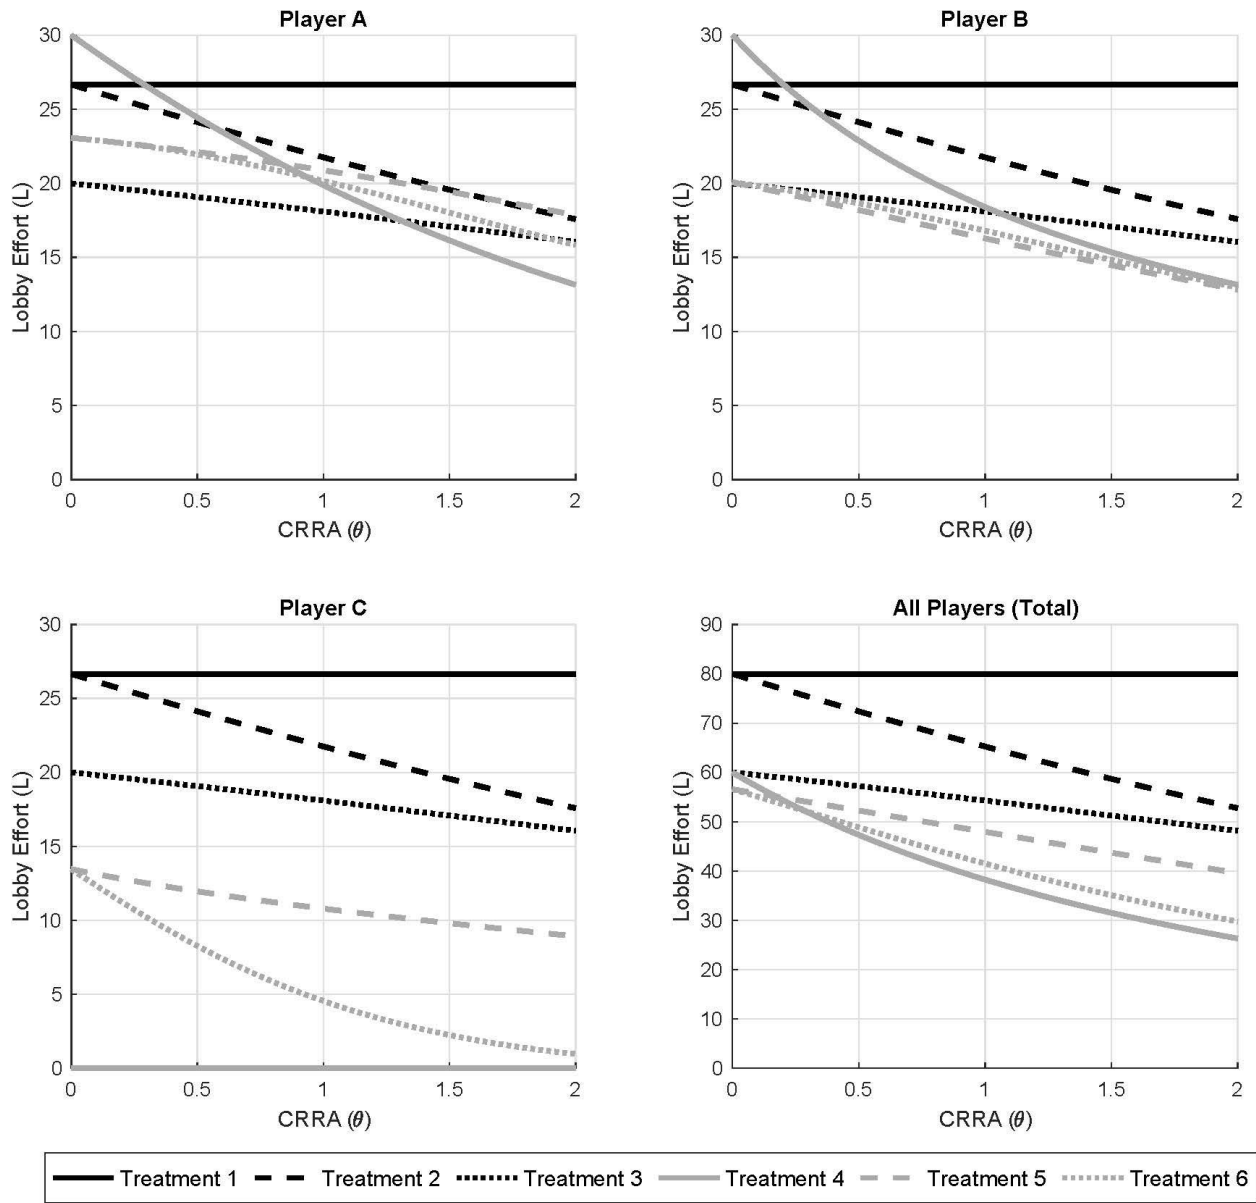 Player A
30
25
20
15
10
5
0
Lobby Effort (L)
0 0.5 1 1.5 2
CRRA (θ)
Player B
30
25
20
15
10
5
0
Lobby Effort (L)
0 0.5 1 1.5 2
CRRA (θ)
Player C
30
25
20
15
10
5
0
Lobby Effort (L)
0 0.5 1 1.5 2
CRRA (θ)
All Players (Total)
90
80
70
60
50
40
30
20
10
0
Lobby Effort (L)
0 0.5 1 1.5 2
CRRA (θ)
Treatment 1 Treatment 2 Treatment 3 Treatment 4 Treatment 5 Treatment 6